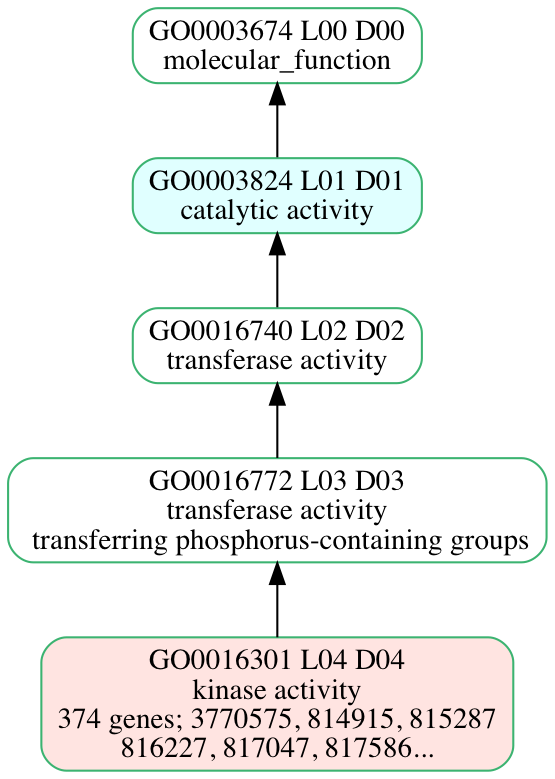 GO0003674 L00 D00
molecular_function
GO0003824 L01 D01
catalytic activity
GO0016740 L02 D02
transferase activity
GO0016772 L03 D03
transferase activity
transferring phosphorus-containing groups
GO0016301 L04 D04
kinase activity
374 genes; 3770575, 814915, 815287
816227, 817047, 817586...